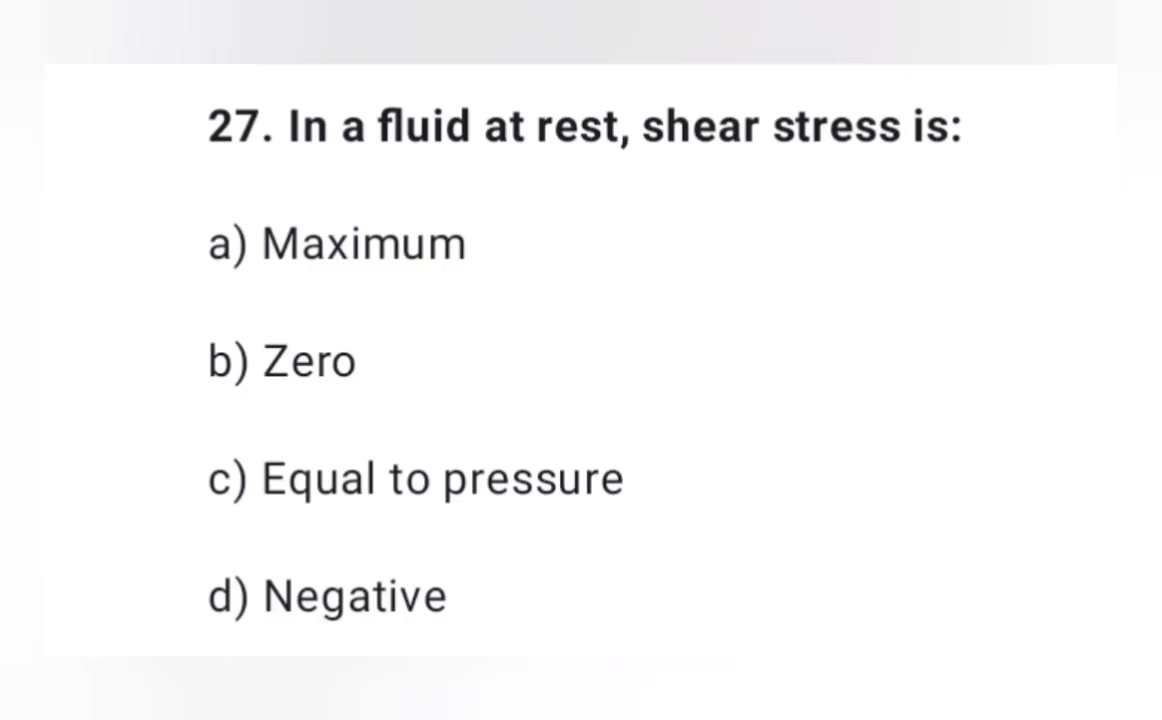 27. In a fluid at rest, shear stress is:
a) Maximum
b) Zero
c) Equal to pressure
d) Negative